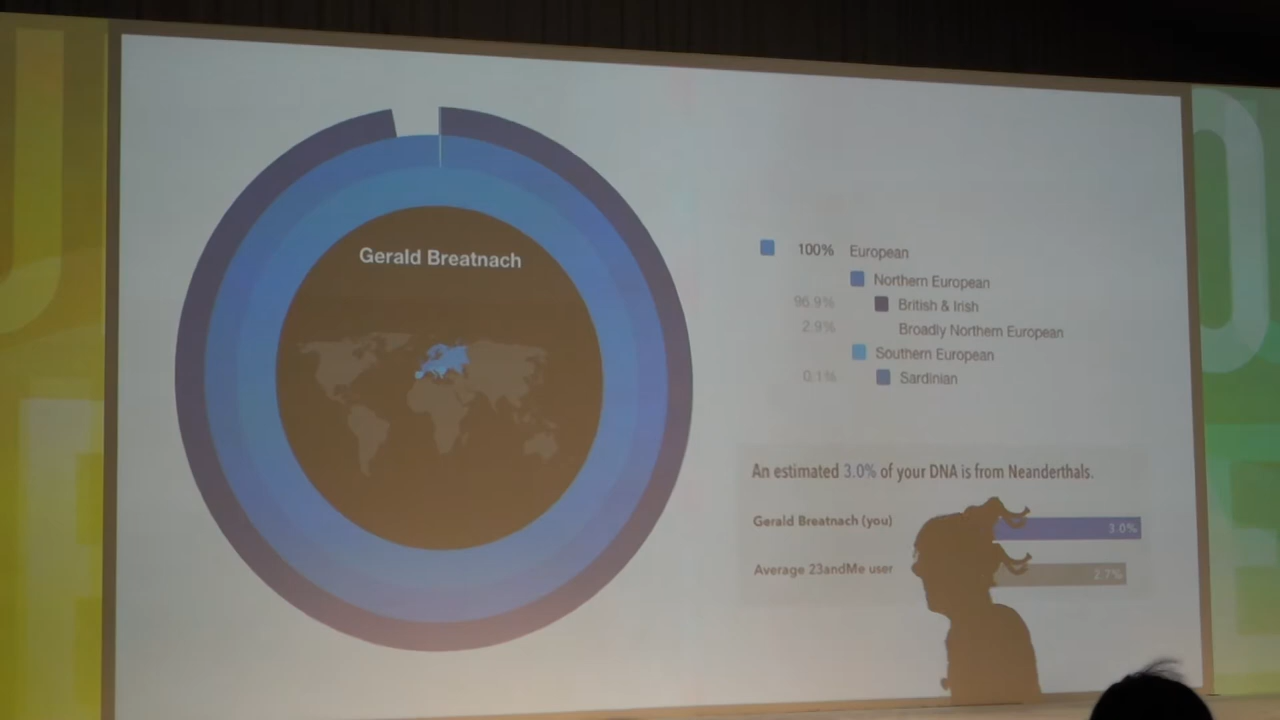 Gerald Breatnach
100% European
Northern European
96.9% British & Irish
2.9% Broadly Northern European
Southern European
0.1% Sardinian
An estimated 3.0% of your DNA is from Neanderthals.
Gerald Breatnach (you) 3.0%
Average 23andMe user 2.7%